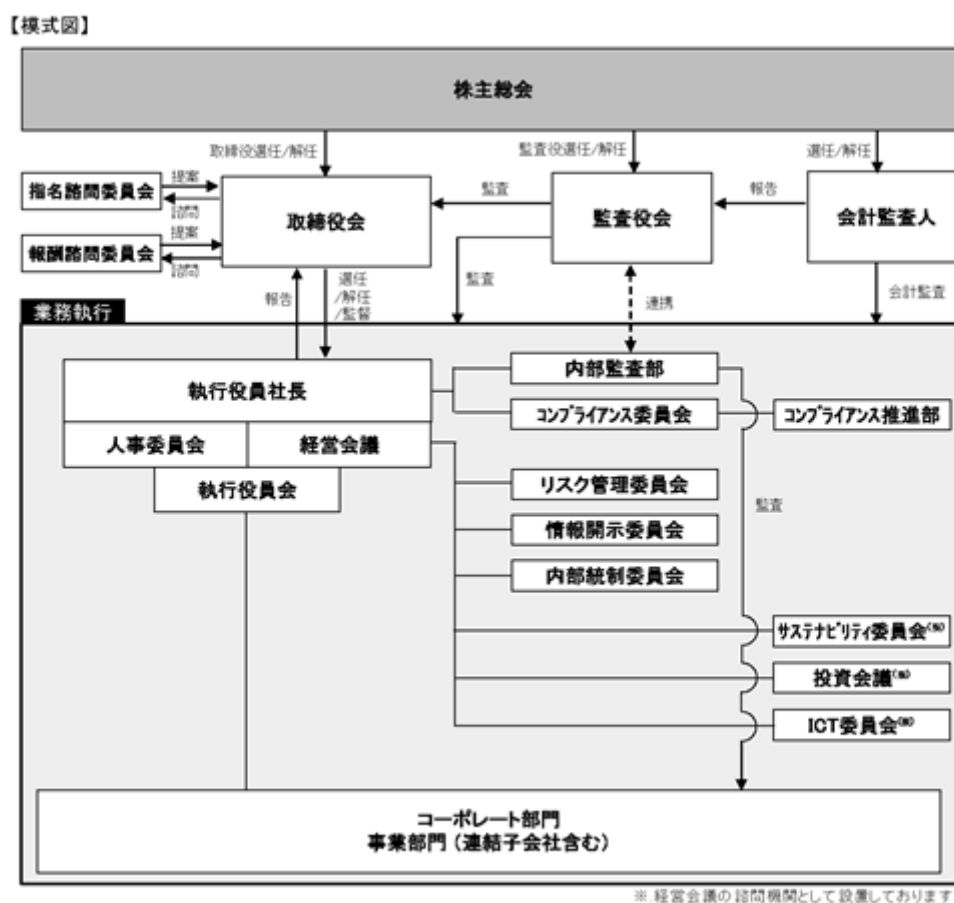 【模式図】
株主総会
取締役選任/解任
監査役選任/解任
選任/解任
指名諮問委員会
提案
諮問
報酬諮問委員会
提案
諮問
取締役会
監査
監査役会
報告
会計監査人
報告
選任
/解任
/監督
監査
連携
会計監査
業務執行
執行役員社長
人事委員会
経営会議
執行役員会
内部監査部
コンプライアンス委員会
コンプライアンス推進部
リスク管理委員会
情報開示委員会
内部統制委員会
監査
サステナビリティ委員会(※)
投資会議(※)
ICT委員会(※)
コーポレート部門
事業部門(連結子会社含む)
※ 経営会議の諮問機関として設置しております